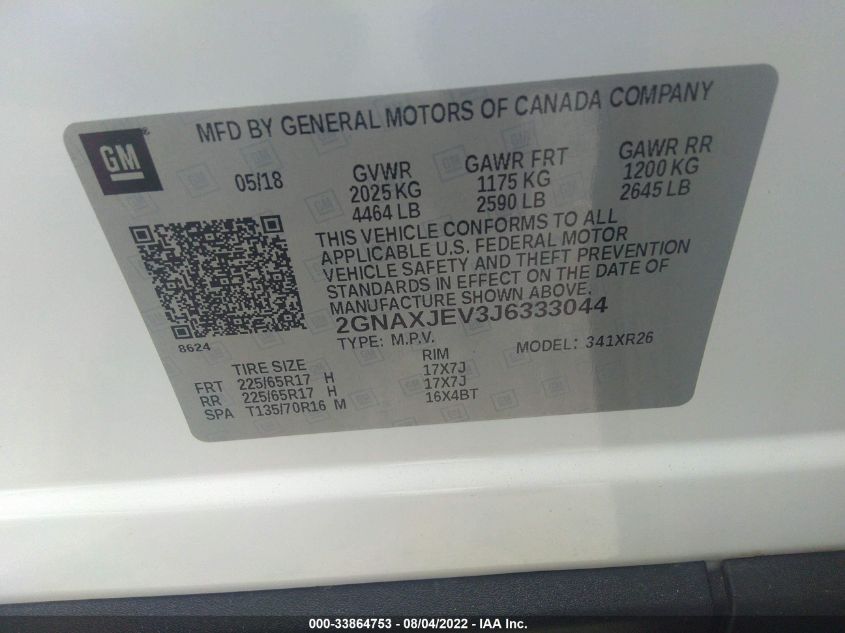 GM
MFD BY GENERAL MOTORS OF CANADA COMPANY
05/18
GVWR
2025 KG
4464 LB
GAWR FRT
1175 KG
2590 LB
GAWR RR
1200 KG
2645 LB
THIS VEHICLE CONFORMS TO ALL
APPLICABLE U.S. FEDERAL MOTOR
VEHICLE SAFETY AND THEFT PREVENTION
STANDARDS IN EFFECT ON THE DATE OF
MANUFACTURE SHOWN ABOVE.
2GNAXJEV3J6333044
TYPE: M.P.V. MODEL: 341XR26
8624
TIRE SIZE RIM
FRT 225/65R17 H 17X7J
RR 225/65R17 H 17X7J
SPA T135/70R16 M 16X4BT
000-33864753 - 08/04/2022 - IAA Inc.